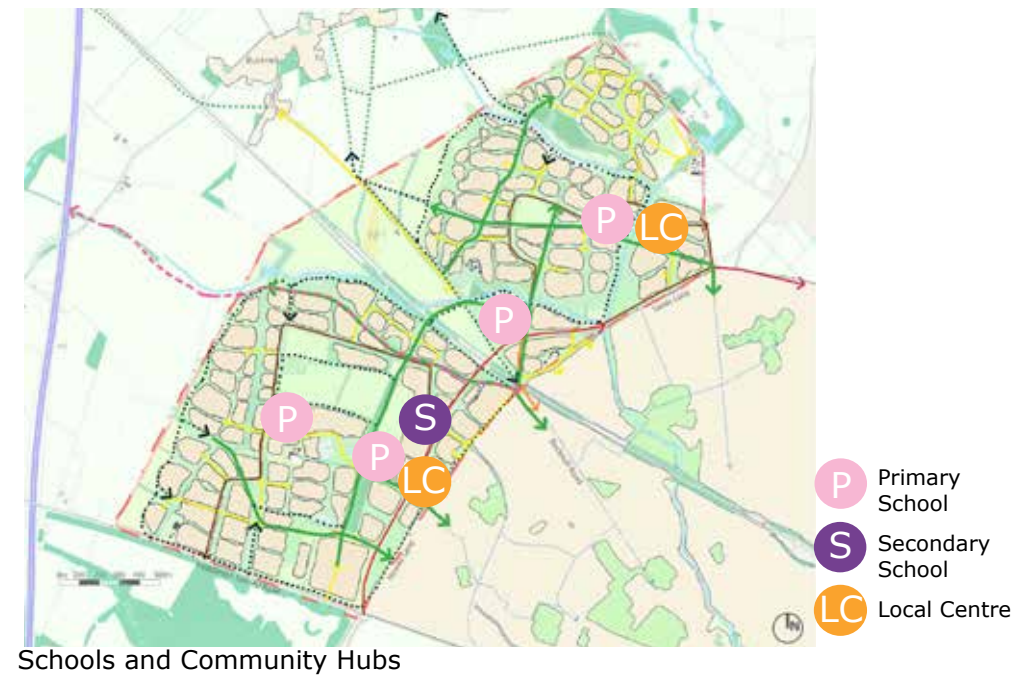 P
LC
P
P
S
P
LC
P
Primary
School
S
Secondary
School
LC
Local Centre
N
Schools and Community Hubs